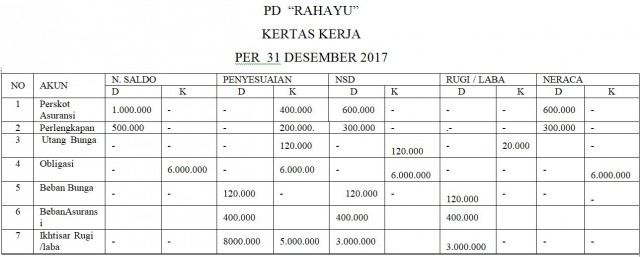 PD “RAHAYU”
KERTAS KERJA
PER 31 DESEMBER 2017
NO AKUN N. SALDO PENYESUAIAN NSD RUGI / LABA NERACA
D K D K D K D K D K
1 Perskot Asuransi 1.000.000 - - 400.000 600.000 - - - 600.000 -
2 Perlengkapan 500.000 - - 200.000. 300.000 - .- - 300.000 -
3 Utang Bunga - - - 120.000 - 120.000 - 20.000 - -
4 Obligasi - 6.000.000 - 6.000.00 - 6.000.000 - - - 6.000.000
5 Beban Bunga - - 120.000 - 120.000 - 120.000 - - -
6 BebanAsurans
i - - 400.000 - 400.000 - 400.000 - - -
7 Ikhtisar Rugi
/laba - - 8000.000 5.000.000 3.000.000 - 3.000.000 - - -